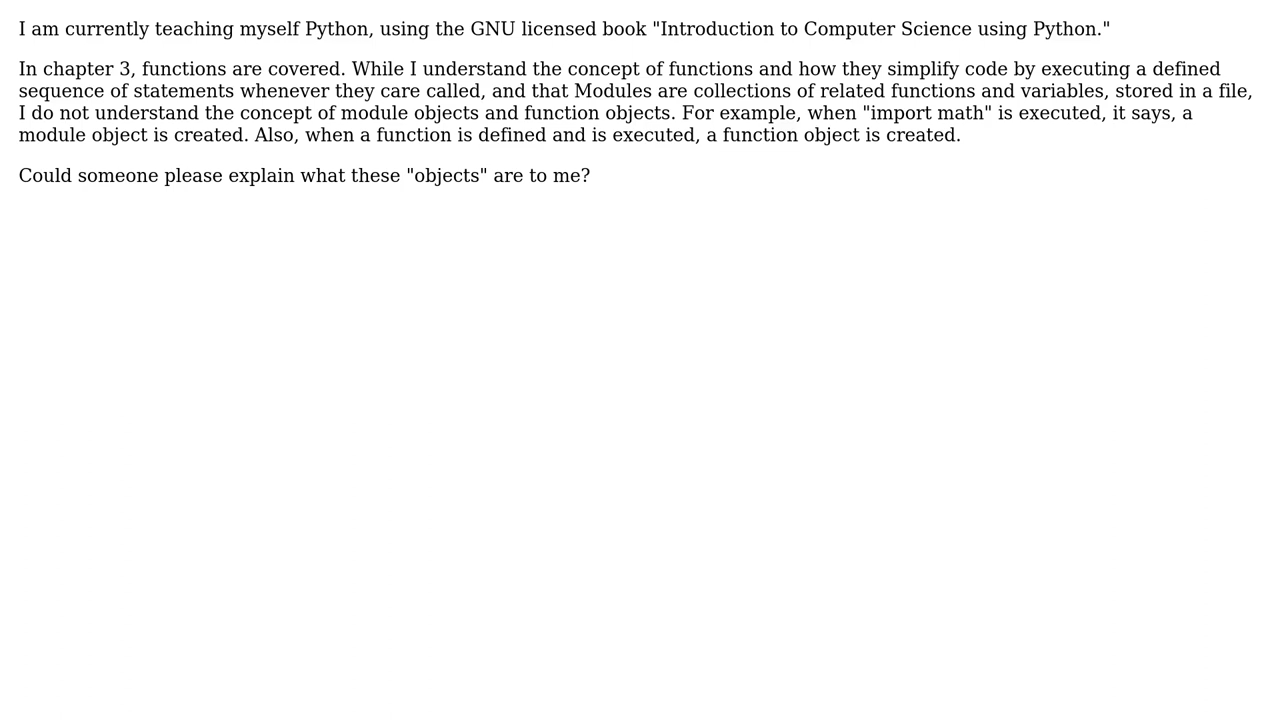 I am currently teaching myself Python, using the GNU licensed book "Introduction to Computer Science using Python."
In chapter 3, functions are covered. While I understand the concept of functions and how they simplify code by executing a defined
sequence of statements whenever they care called, and that Modules are collections of related functions and variables, stored in a file,
I do not understand the concept of module objects and function objects. For example, when "import math" is executed, it says, a
module object is created. Also, when a function is defined and is executed, a function object is created.
Could someone please explain what these "objects" are to me?